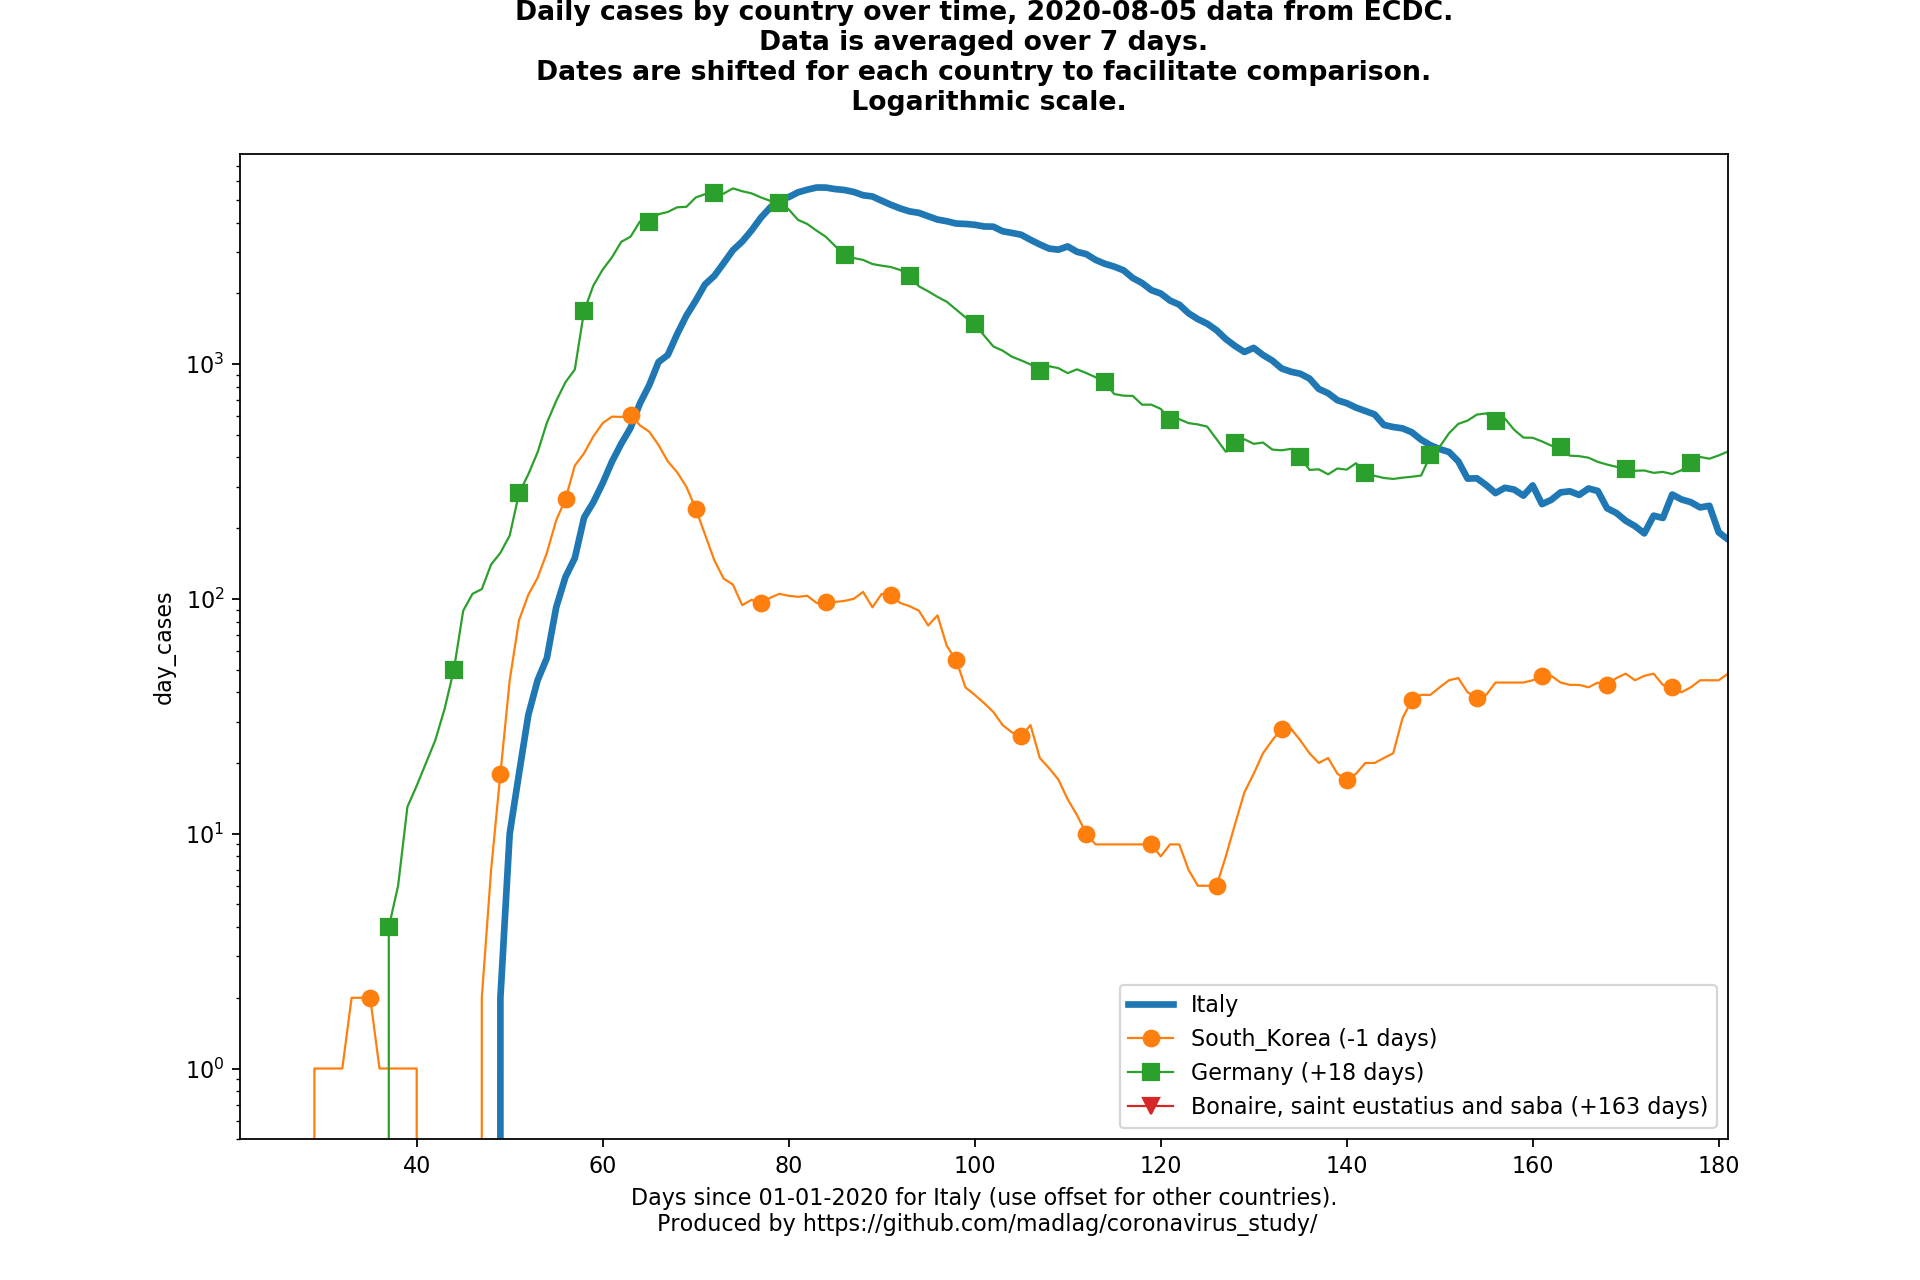 Daily cases by country over time, 2020-08-05 data from ECDC.
Data is averaged over 7 days.
Dates are shifted for each country to facilitate comparison.
Logarithmic scale.
10³
10²
10¹
10⁰
day_cases
Italy
South_Korea (-1 days)
Germany (+18 days)
Bonaire, saint eustatius and saba (+163 days)
40 60 80 100 120 140 160 180
Days since 01-01-2020 for Italy (use offset for other countries).
Produced by https://github.com/madlag/coronavirus_study/